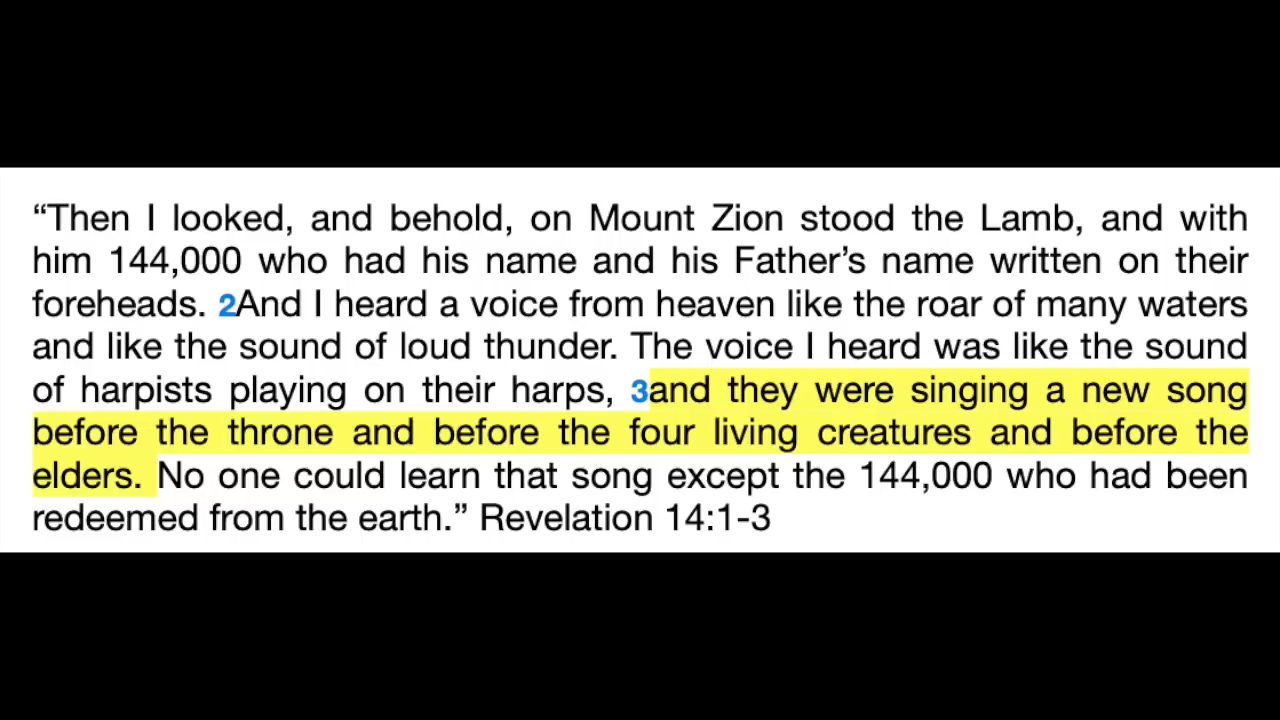 “Then I looked, and behold, on Mount Zion stood the Lamb, and with
him 144,000 who had his name and his Father’s name written on their
foreheads. 2And I heard a voice from heaven like the roar of many waters
and like the sound of loud thunder. The voice I heard was like the sound
of harpists playing on their harps, 3and they were singing a new song
before the throne and before the four living creatures and before the
elders. No one could learn that song except the 144,000 who had been
redeemed from the earth.” Revelation 14:1-3